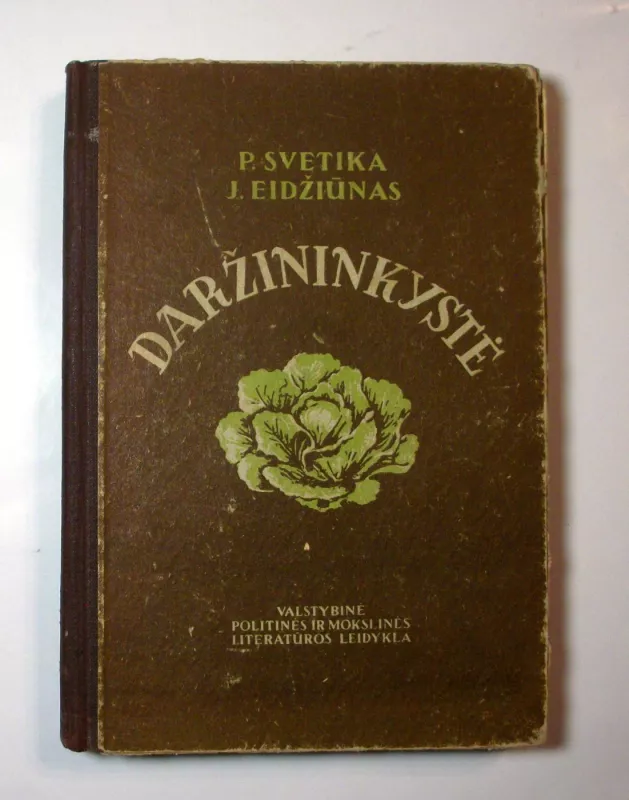 P. SVETIKA
J. EIDŽIŪNAS
DARŽININKYSTĖ
VALSTYBINĖ
POLITINĖS IR MOKSLINĖS
LITERATŪROS LEIDYKLA